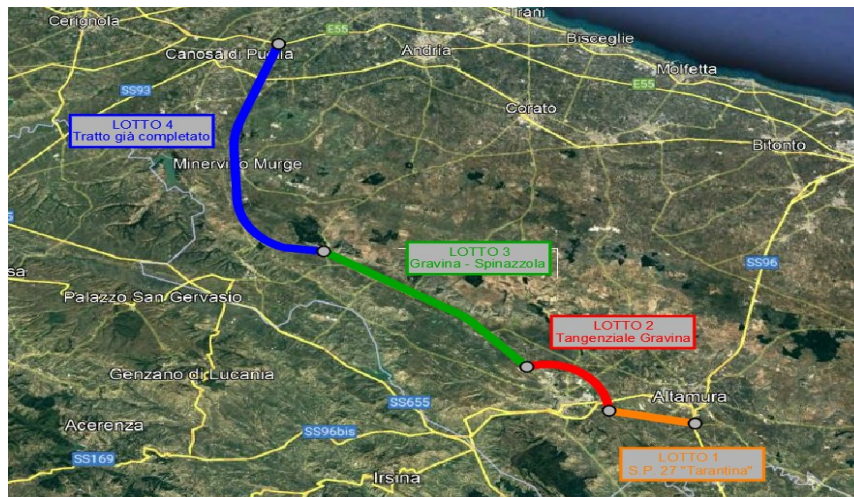 Cerignola
Trani
E55
Bisceglie
Canosa di Puglia
Andria
Molfetta
SS93
E55
Corato
LOTTO 4
Tratto già completato
Bitonto
Minervino Murge
LOTTO 3
Gravina - Spinazzola
SS96
Palazzo San Gervasio
LOTTO 2
Tangenziale Gravina
Genzano di Lucania
Altamura
SS655
Acerenza
SS96bis
SS169
LOTTO 1
S.P. 27 "Tarantina"
Irsina